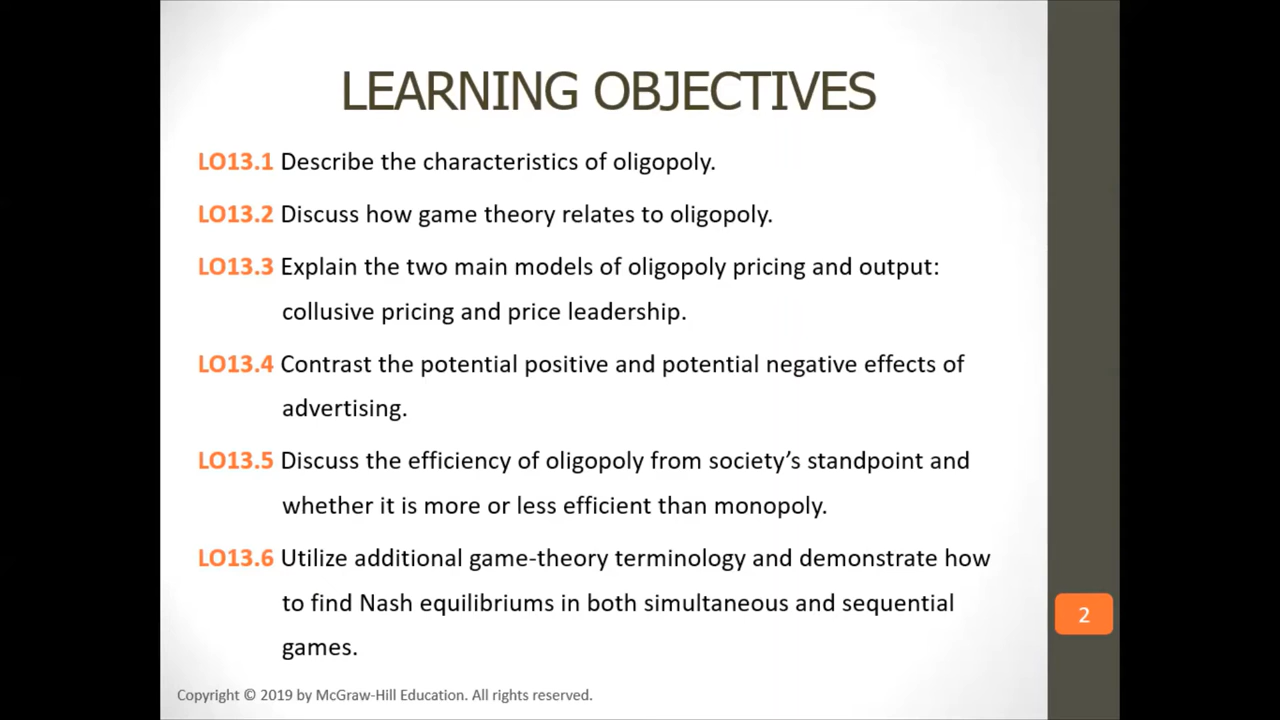 LEARNING OBJECTIVES
LO13.1 Describe the characteristics of oligopoly.
LO13.2 Discuss how game theory relates to oligopoly.
LO13.3 Explain the two main models of oligopoly pricing and output:
collusive pricing and price leadership.
LO13.4 Contrast the potential positive and potential negative effects of
advertising.
LO13.5 Discuss the efficiency of oligopoly from society’s standpoint and
whether it is more or less efficient than monopoly.
LO13.6 Utilize additional game-theory terminology and demonstrate how
to find Nash equilibriums in both simultaneous and sequential
games.
2
Copyright © 2019 by McGraw-Hill Education. All rights reserved.